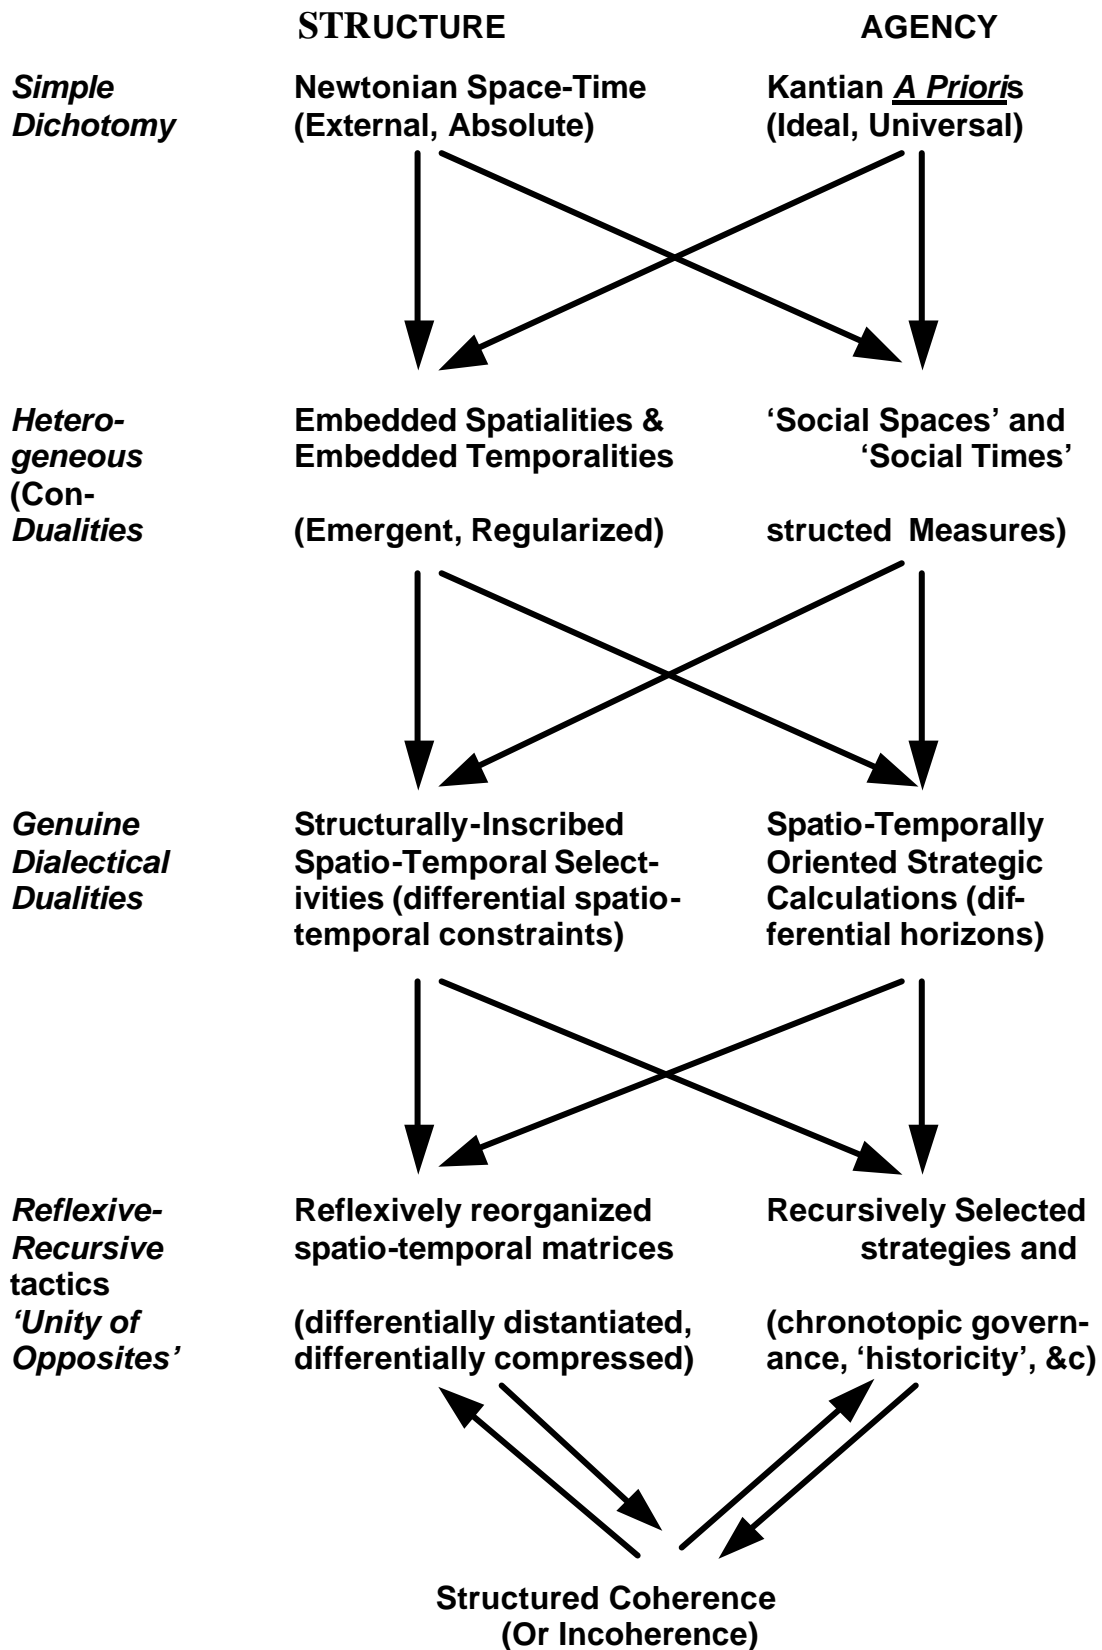 STRUCTURE AGENCY
Simple Newtonian Space-Time Kantian A Prioris
Dichotomy (External, Absolute) (Ideal, Universal)
Hetero- Embedded Spatialities & ‘Social Spaces’ and
geneous Embedded Temporalities ‘Social Times’
(Con-
Dualities (Emergent, Regularized) structed Measures)
Genuine Structurally-Inscribed Spatio-Temporally
Dialectical Spatio-Temporal Select- Oriented Strategic
Dualities ivities (differential spatio- Calculations (dif-
temporal constraints) ferential horizons)
Reflexive- Reflexively reorganized Recursively Selected
Recursive spatio-temporal matrices strategies and
tactics
‘Unity of (differentially distantiated, (chronotopic govern-
Opposites’ differentially compressed) ance, ‘historicity’, &c)
Structured Coherence
(Or Incoherence)